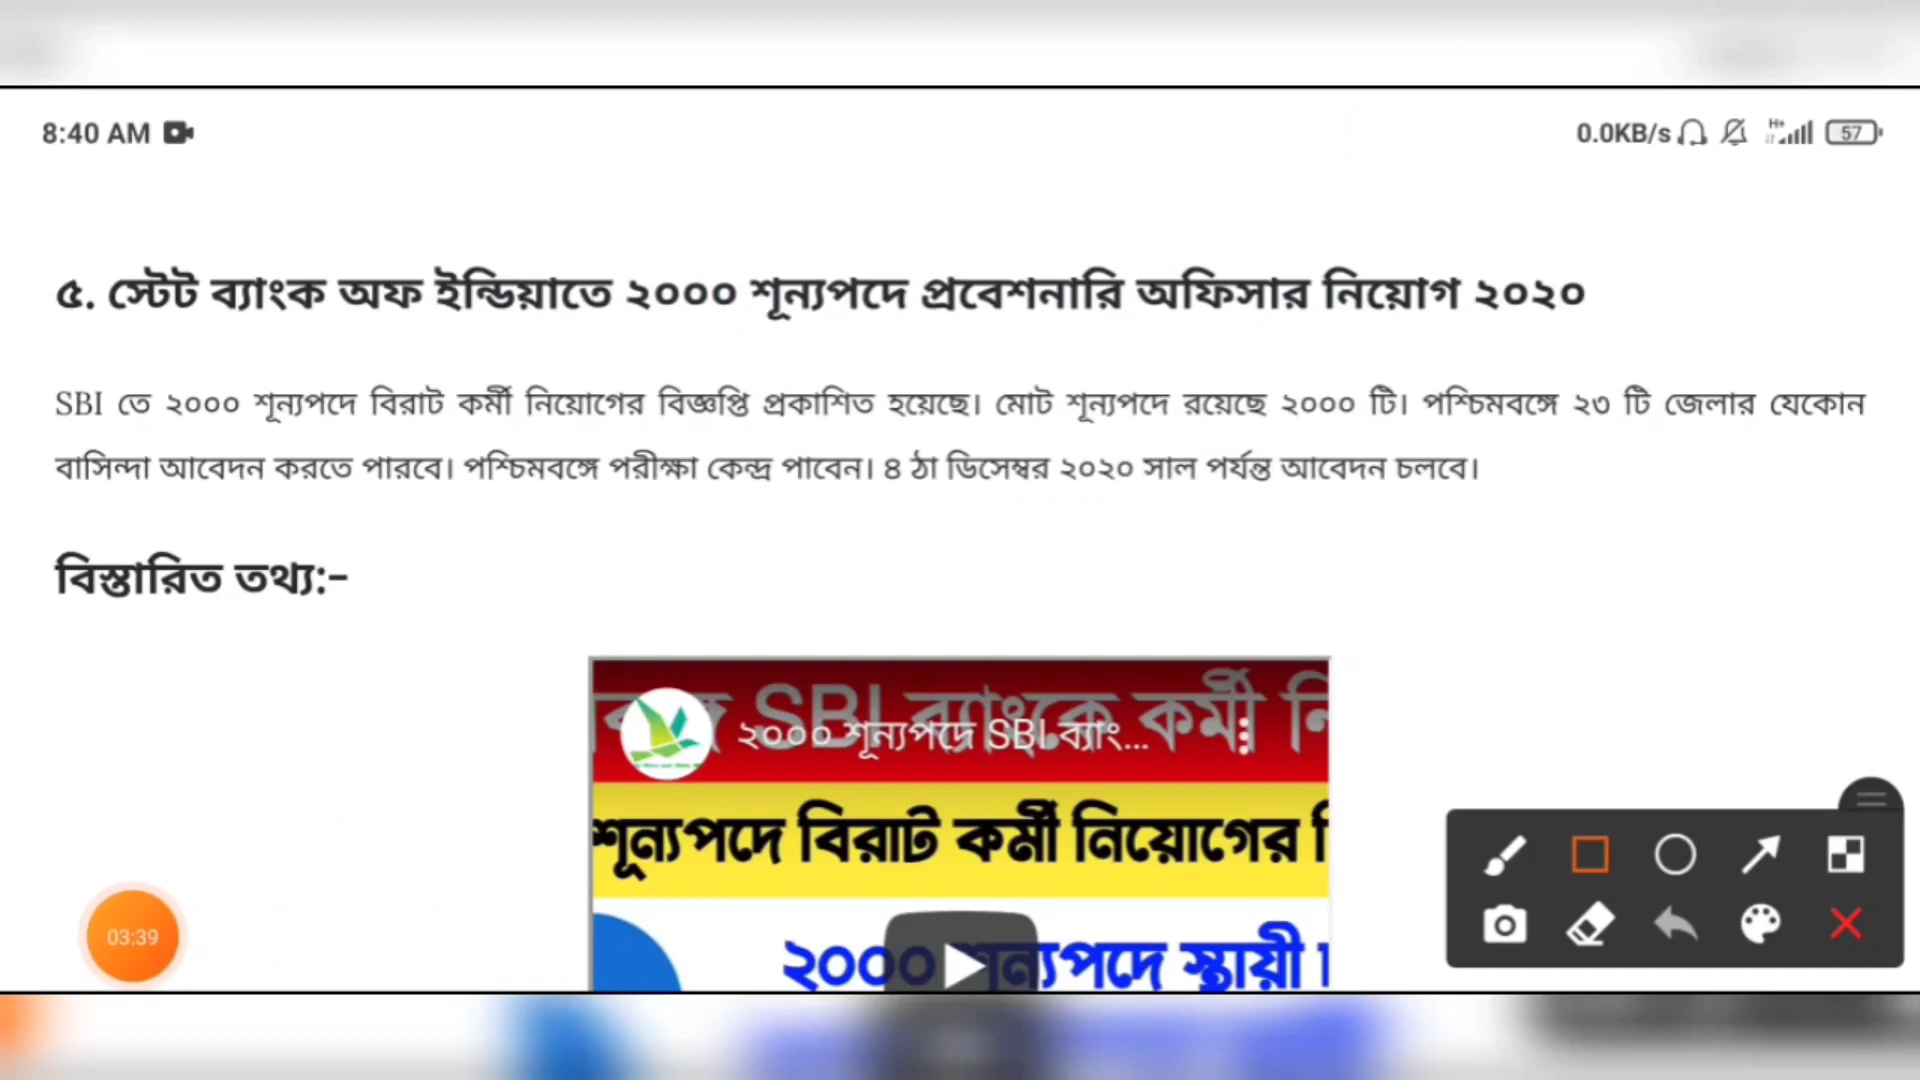 8:40 AM
0.0KB/s H+ 57
৫. স্টেট ব্যাংক অফ ইন্ডিয়াতে ২০০০ শূন্যপদে প্রবেশনারি অফিসার নিয়োগ ২০২০
SBI তে ২০০০ শূন্যপদে বিরাট কর্মী নিয়োগের বিজ্ঞপ্তি প্রকাশিত হয়েছে। মোট শূন্যপদে রয়েছে ২০০০ টি। পশ্চিমবঙ্গে ২৩ টি জেলার যেকোন
বাসিন্দা আবেদন করতে পারবে। পশ্চিমবঙ্গে পরীক্ষা কেন্দ্র পাবেন। ৪ ঠা ডিসেম্বর ২০২০ সাল পর্যন্ত আবেদন চলবে।
বিস্তারিত তথ্য:-
SBI ব্যাংকে কর্মী
২০০০ শূন্যপদে SBI ব্যাং...
শূন্যপদে বিরাট কর্মী নিয়োগের
২০০০ শূন্যপদে স্থায়ী
03:39